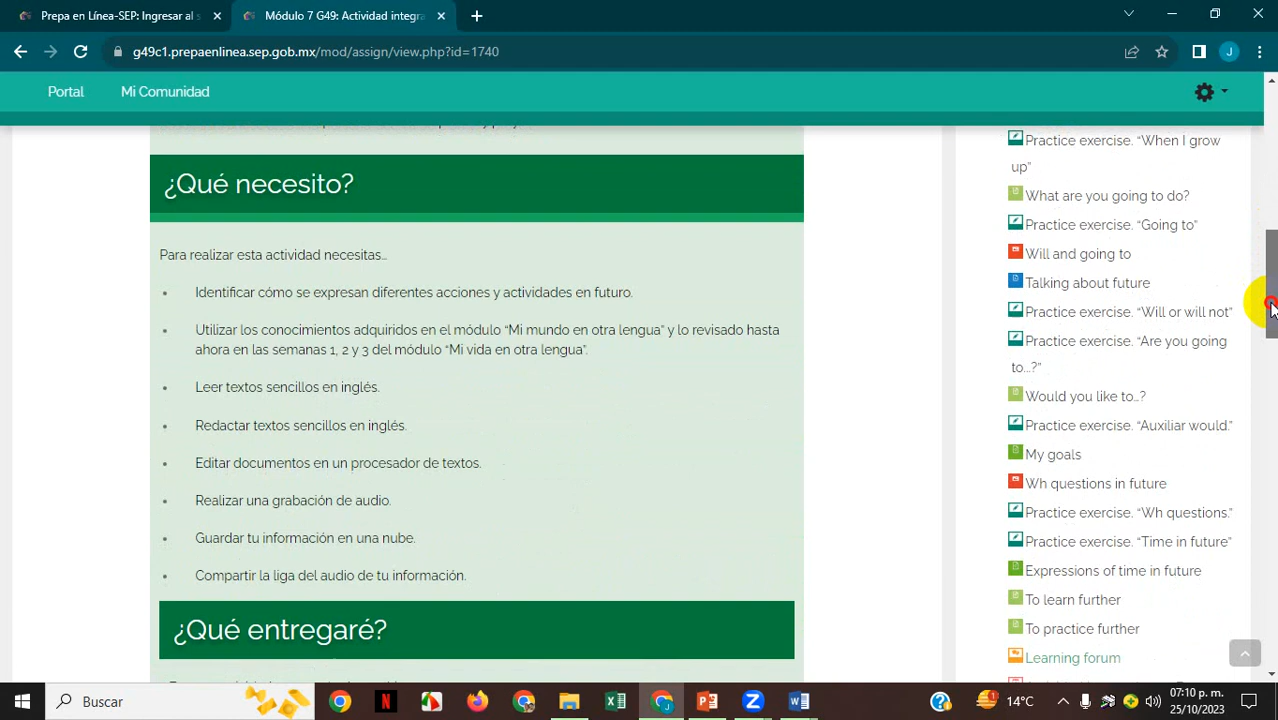 Prepa en Línea-SEP: Ingresar al s
Módulo 7 G49: Actividad integra
g49c1.prepaenlinea.sep.gob.mx/mod/assign/view.php?id=1740
J
Portal
Mi Comunidad
¿Qué necesito?
Para realizar esta actividad necesitas...
Identificar cómo se expresan diferentes acciones y actividades en futuro.
Utilizar los conocimientos adquiridos en el módulo "Mi mundo en otra lengua" y lo revisado hasta
ahora en las semanas 1, 2 y 3 del módulo "Mi vida en otra lengua".
Leer textos sencillos en inglés.
Redactar textos sencillos en inglés.
Editar documentos en un procesador de textos.
Realizar una grabación de audio.
Guardar tu información en una nube.
Compartir la liga del audio de tu información.
¿Qué entregaré?
Practice exercise. "When I grow
up"
What are you going to do?
Practice exercise. "Going to"
Will and going to
Talking about future
Practice exercise. "Will or will not"
Practice exercise. "Are you going
to...?"
Would you like to...?
Practice exercise. "Auxiliar would."
My goals
Wh questions in future
Practice exercise. "Wh questions."
Practice exercise. "Time in future"
Expressions of time in future
To learn further
To practice further
Learning forum
Buscar
14°C
07:10 p. m.
25/10/2023